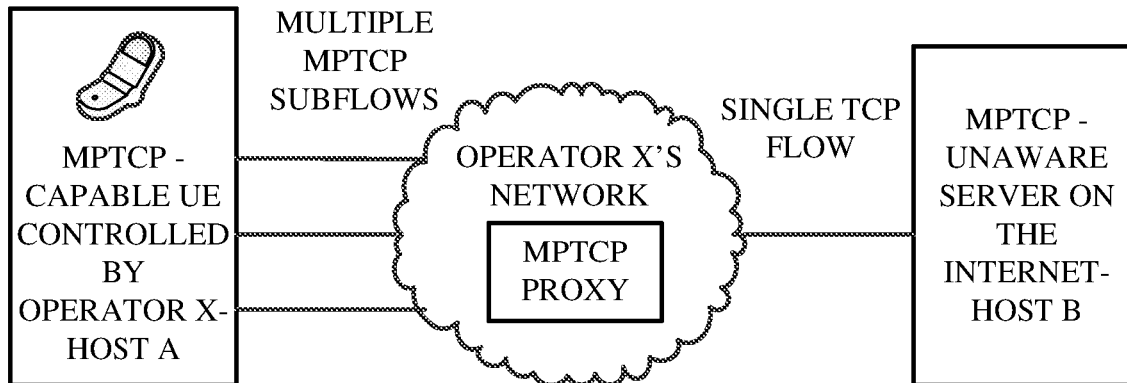 MULTIPLE
MPTCP
SUBFLOWS
MPTCP -
CAPABLE UE
CONTROLLED
BY
OPERATOR X-
HOST A
OPERATOR X'S
NETWORK
MPTCP
PROXY
SINGLE TCP
FLOW
MPTCP -
UNAWARE
SERVER ON
THE
INTERNET-
HOST B